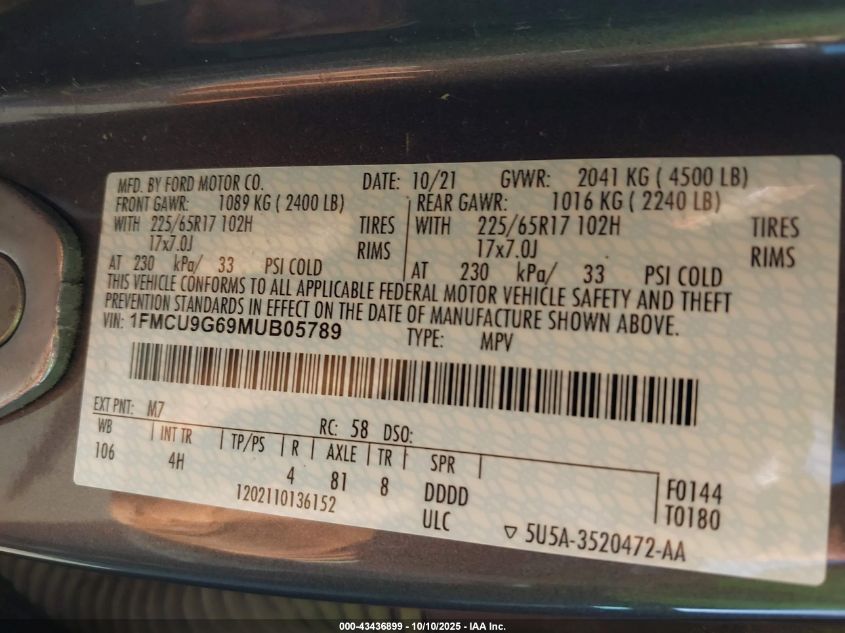 MFD. BY FORD MOTOR CO. DATE: 10/21 GVWR: 2041 KG ( 4500 LB)
FRONT GAWR: 1089 KG ( 2400 LB) REAR GAWR: 1016 KG ( 2240 LB)
WITH 225/65R17 102H TIRES WITH 225/65R17 102H TIRES
17x7.0J RIMS 17x7.0J RIMS
AT 230 kPa/ 33 PSI COLD AT 230 kPa/ 33 PSI COLD
THIS VEHICLE CONFORMS TO ALL APPLICABLE FEDERAL MOTOR VEHICLE SAFETY AND THEFT
PREVENTION STANDARDS IN EFFECT ON THE DATE OF MANUFACTURE SHOWN ABOVE.
VIN: 1FMCU9G69MUB05789
TYPE: MPV
EXT PNT: M7 RC: 58 DSO:
WB INT TR TP/PS R AXLE TR SPR
106 4H 4 81 8 DDDD F0144
1202110136152 ULC T0180
5U5A-3520472-AA
000-43436899 - 10/10/2025 - IAA Inc.